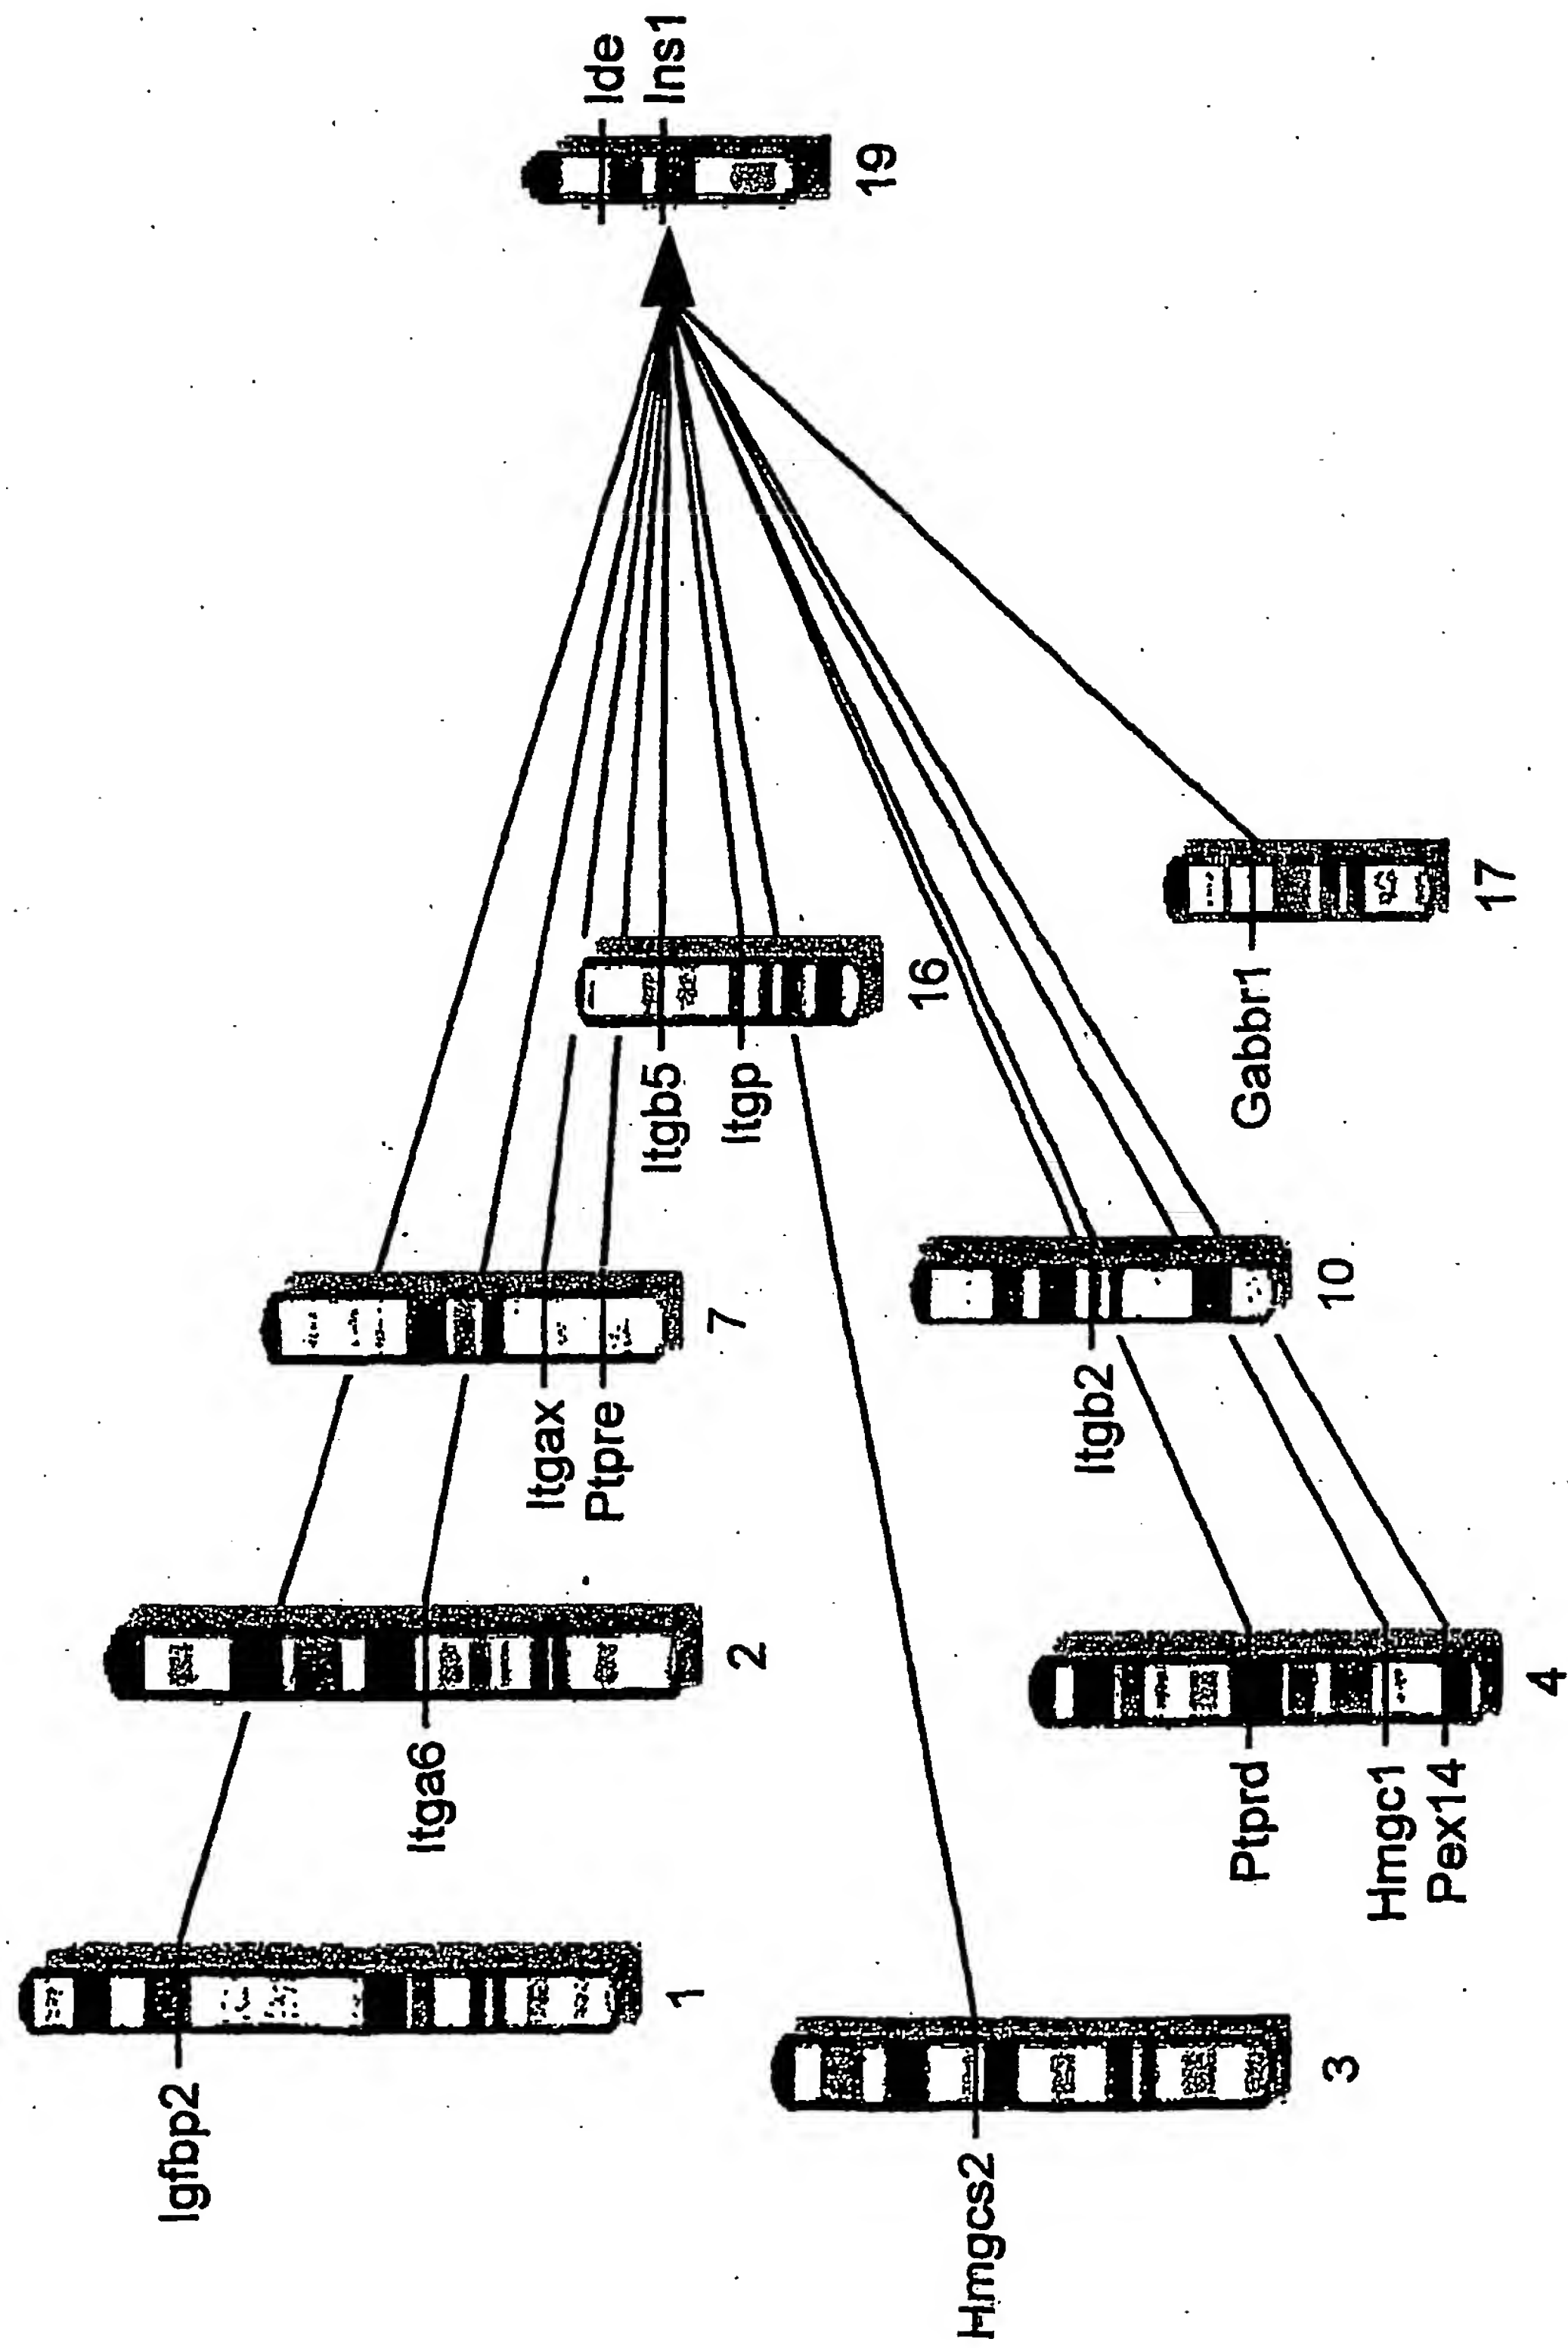 Igfbp2
1
Itga6
2
Itgax
Ptpre
7
Itgb5
Itgp
16
Ide
Ins1
19
Hmgcs2
3
Ptprd
Hmgc1
Pex14
4
Itgb2
10
Gabbr1
17